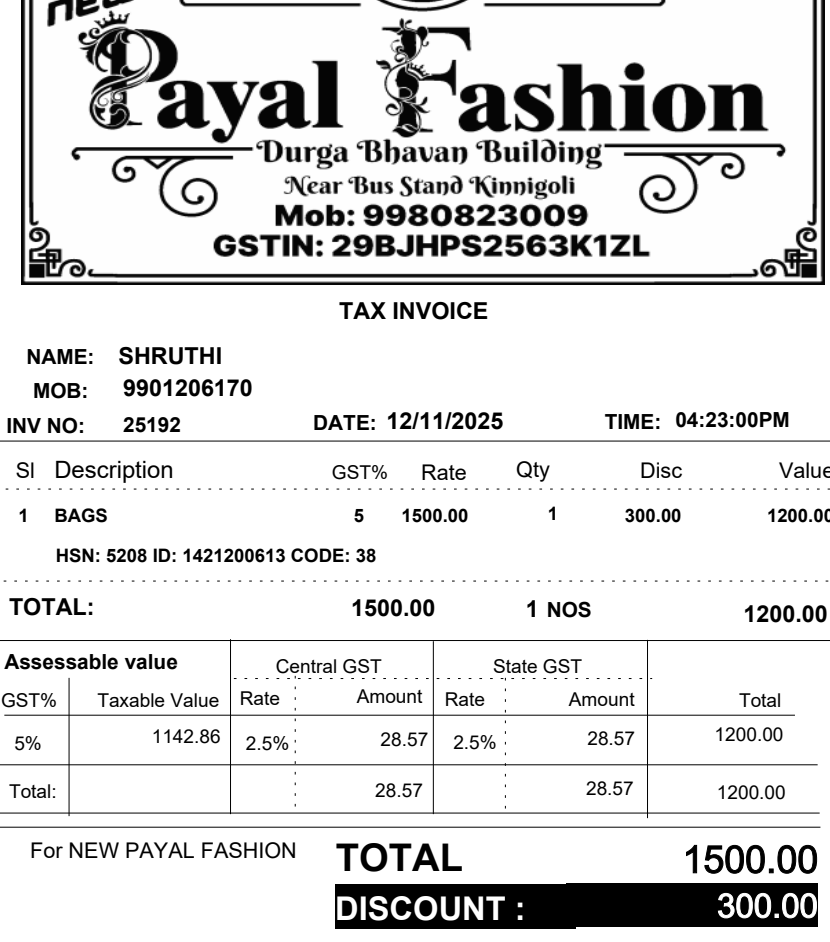 new
Payal Fashion
Durga Bhavan Building
Near Bus Stand Kinnigoli
Mob: 9980823009
GSTIN: 29BJHPS2563K1ZL
TAX INVOICE
NAME: SHRUTHI
MOB: 9901206170
INV NO: 25192 DATE: 12/11/2025 TIME: 04:23:00PM
Sl Description GST% Rate Qty Disc Value
1 BAGS 5 1500.00 1 300.00 1200.00
HSN: 5208 ID: 1421200613 CODE: 38
TOTAL: 1500.00 1 NOS 1200.00
Assessable value Central GST State GST
GST% Taxable Value Rate Amount Rate Amount Total
5% 1142.86 2.5% 28.57 2.5% 28.57 1200.00
Total: 28.57 28.57 1200.00
For NEW PAYAL FASHION TOTAL 1500.00
DISCOUNT : 300.00